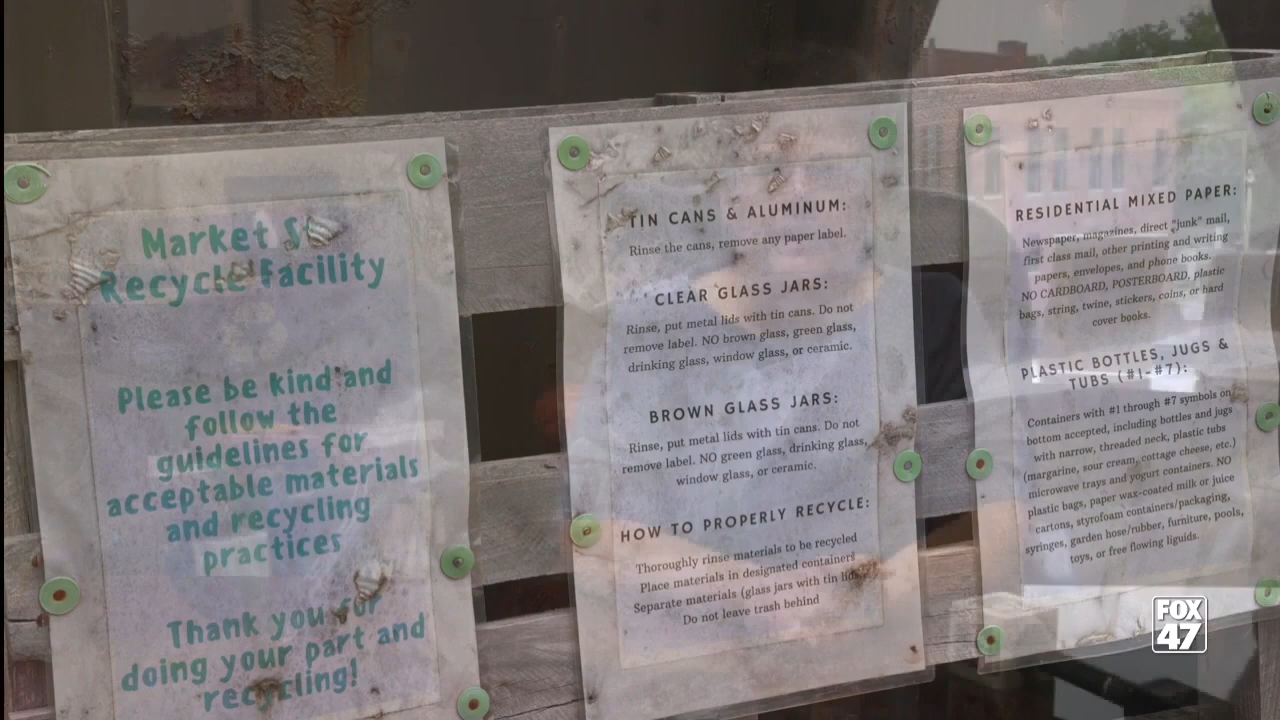 Market St
Recycle Facility
Please be kind and
follow the
guidelines for
acceptable materials
and recycling
practices
Thank you for
doing your part and
recycling!
TIN CANS & ALUMINUM:
Rinse the cans, remove any paper label.
CLEAR GLASS JARS:
Rinse, put metal lids with tin cans. Do not
remove label. NO brown glass, green glass,
drinking glass, window glass, or ceramic.
BROWN GLASS JARS:
Rinse, put metal lids with tin cans. Do not
remove label. NO green glass, drinking glass,
window glass, or ceramic.
HOW TO PROPERLY RECYCLE:
Thoroughly rinse materials to be recycled
Place materials in designated containers
Separate materials (glass jars with tin lids
Do not leave trash behind
RESIDENTIAL MIXED PAPER:
Newspaper, magazines, direct "junk" mail,
first class mail, other printing and writing
papers, envelopes, and phone books.
NO CARDBOARD, POSTERBOARD, plastic
bags, string, twine, stickers, coins, or hard
cover books.
PLASTIC BOTTLES, JUGS &
TUBS (#1-#7):
Containers with #1 through #7 symbols on
bottom accepted, including bottles and jugs
with narrow, threaded neck, plastic tubs
(margarine, sour cream, cottage cheese, etc.)
microwave trays and yogurt containers. NO
plastic bags, paper wax-coated milk or juice
cartons, styrofoam containers/packaging,
syringes, garden hose/rubber, furniture, pools,
toys, or free flowing liguids.
FOX
47